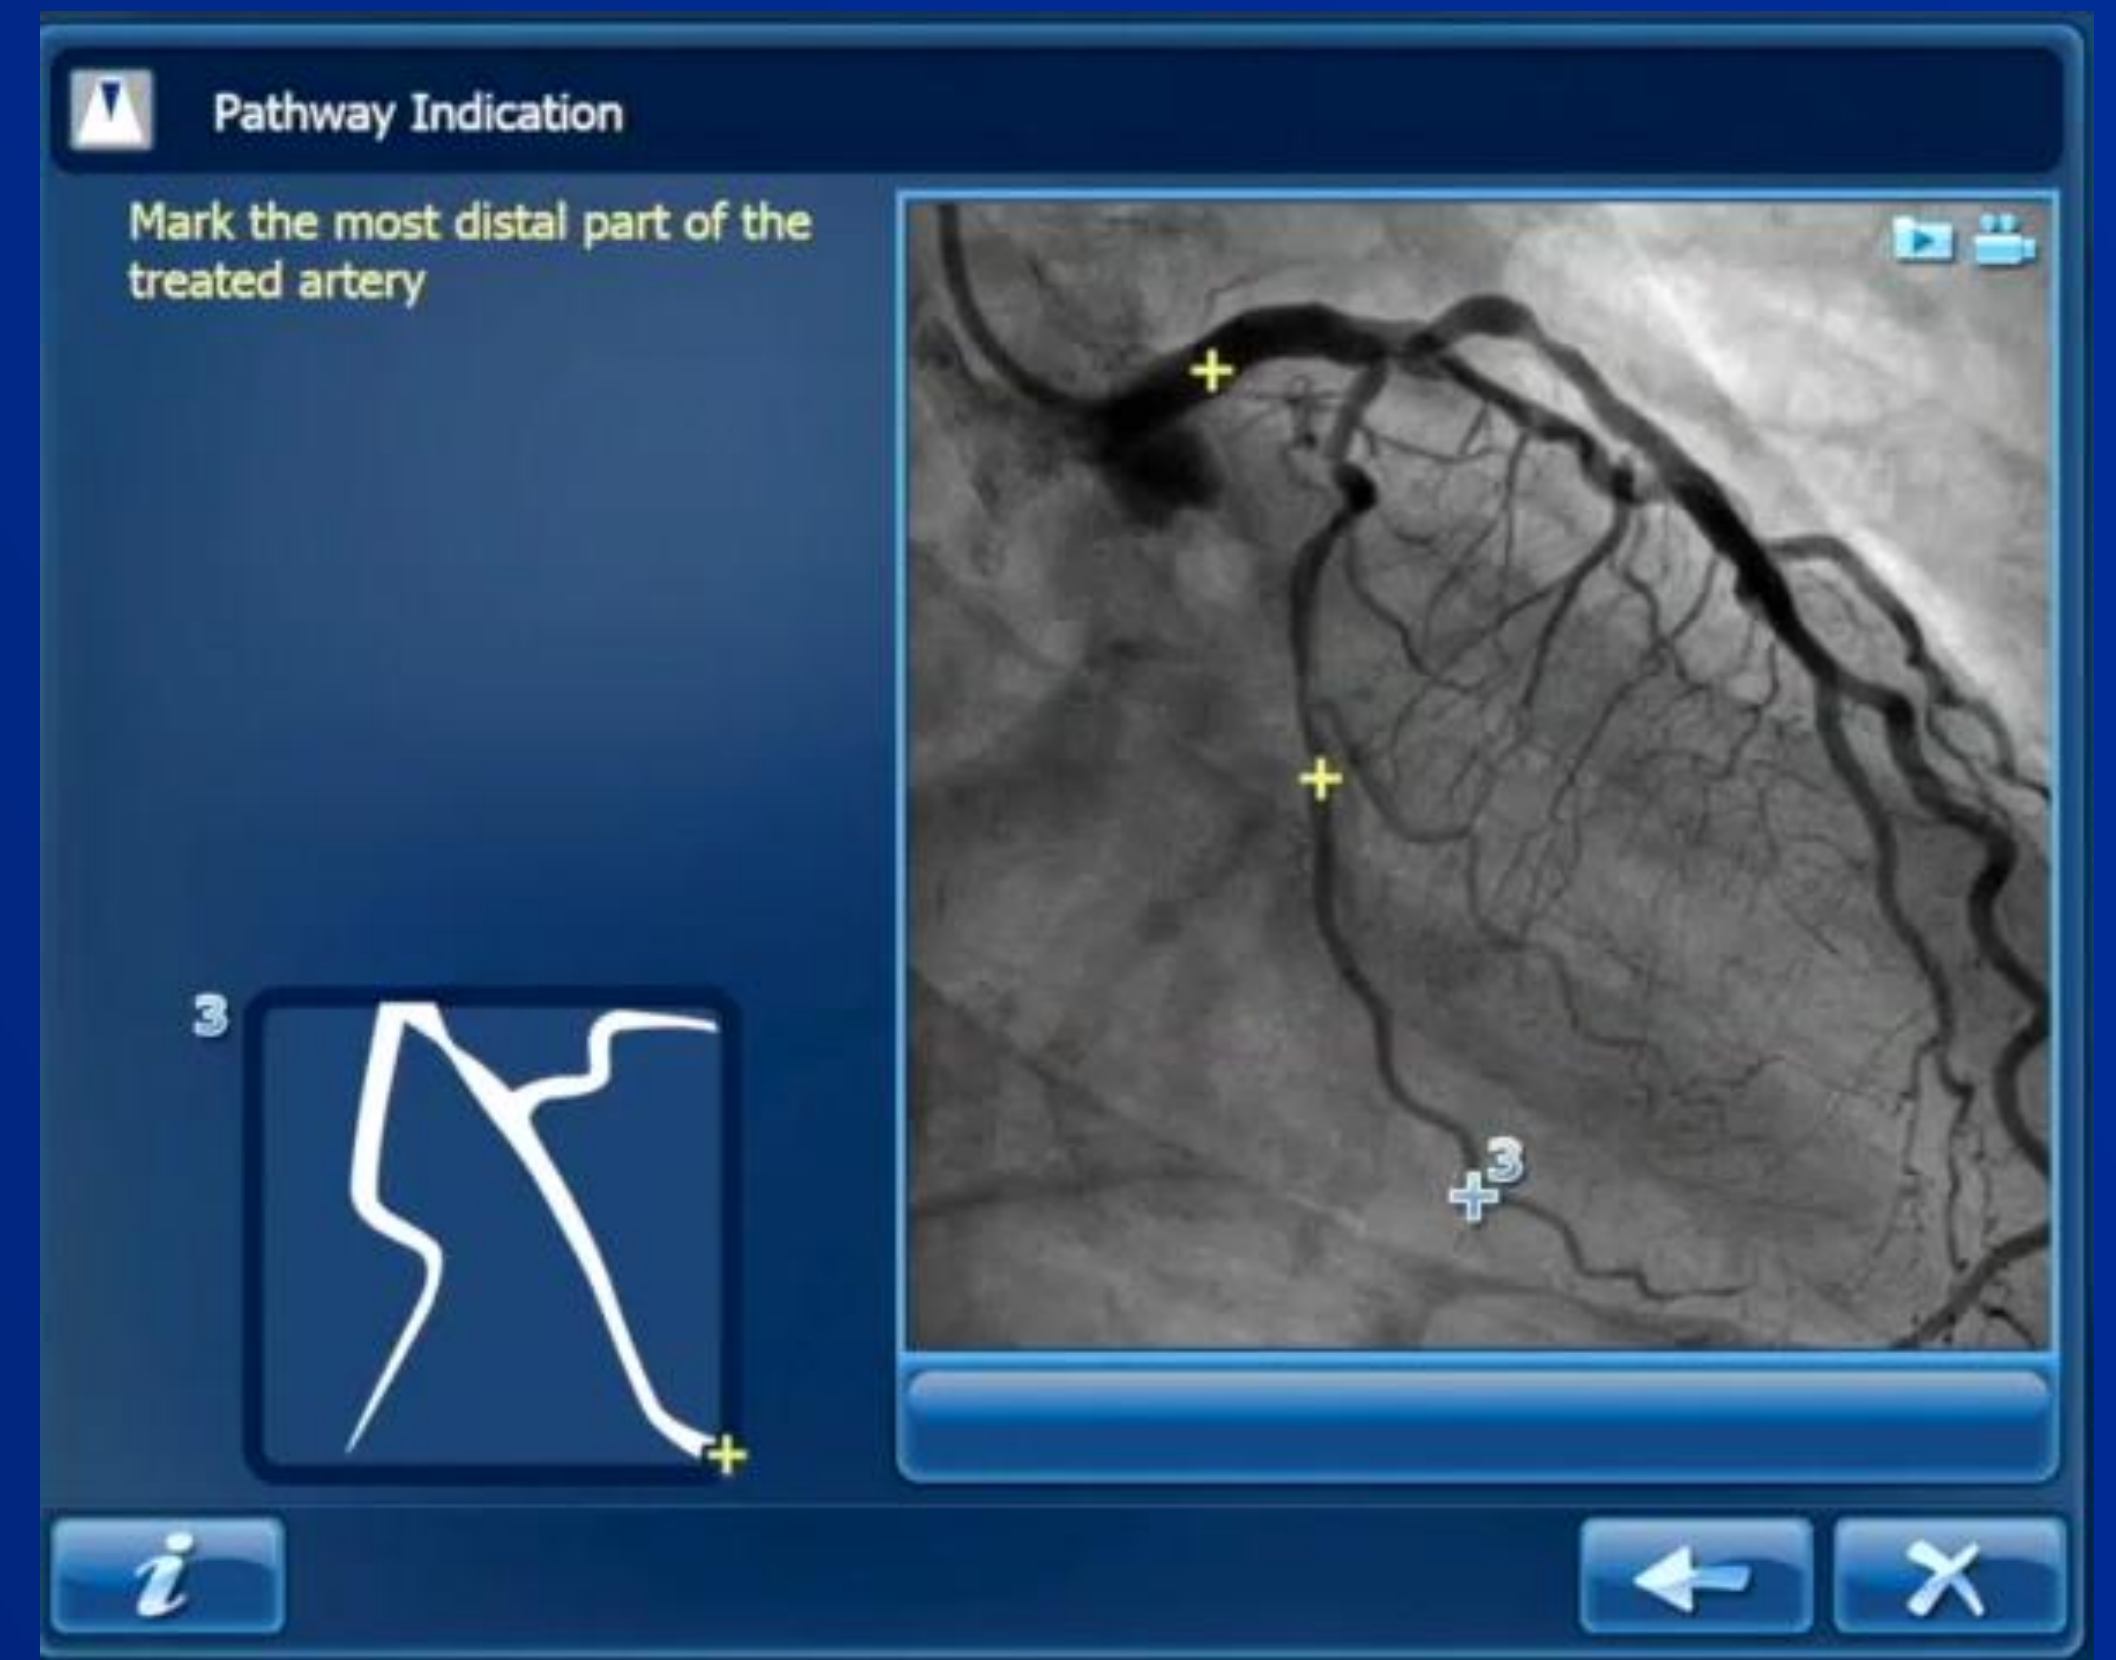 Pathway Indication
Mark the most distal part of the
treated artery
3
3
i